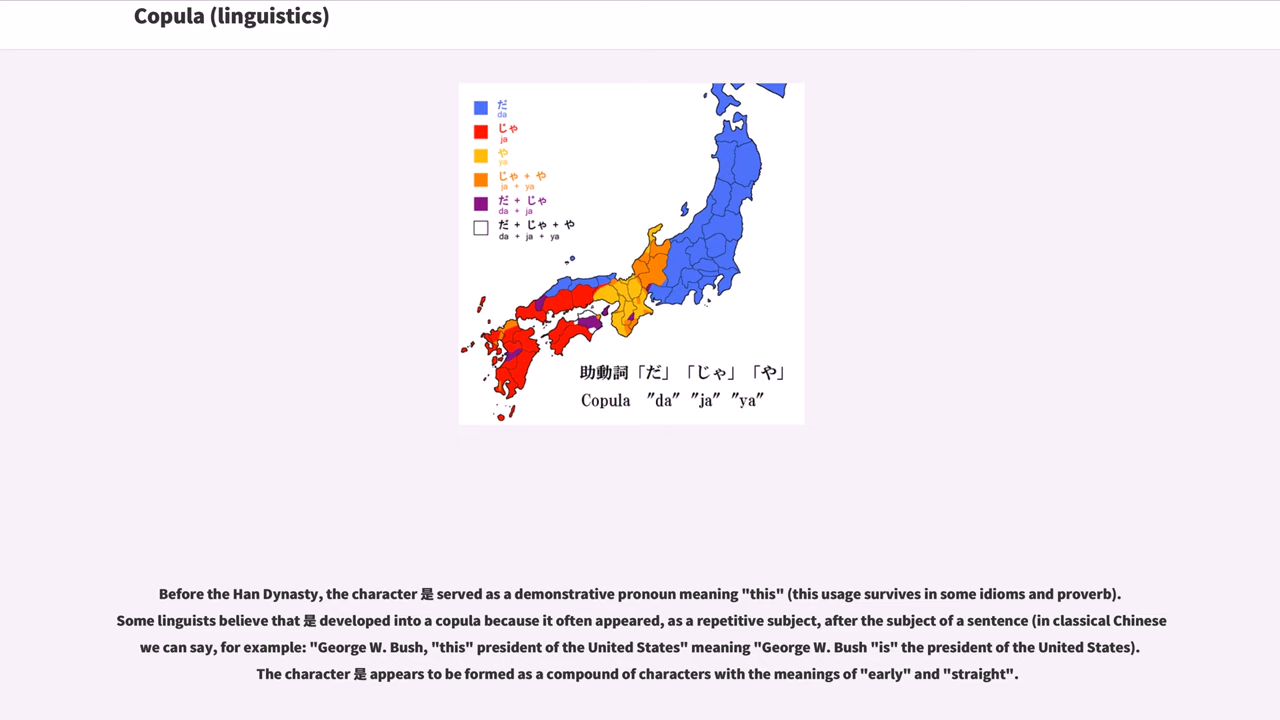 Copula (linguistics)
だ
da
じゃ
ja
や
ya
じゃ + や
ja + ya
だ + じゃ
da + ja
だ + じゃ + や
da + ja + ya
助動詞「だ」「じゃ」「や」
Copula "da" "ja" "ya"
Before the Han Dynasty, the character 是 served as a demonstrative pronoun meaning "this" (this usage survives in some idioms and proverb).
Some linguists believe that 是 developed into a copula because it often appeared, as a repetitive subject, after the subject of a sentence (in classical Chinese
we can say, for example: "George W. Bush, "this" president of the United States" meaning "George W. Bush "is" the president of the United States).
The character 是 appears to be formed as a compound of characters with the meanings of "early" and "straight".